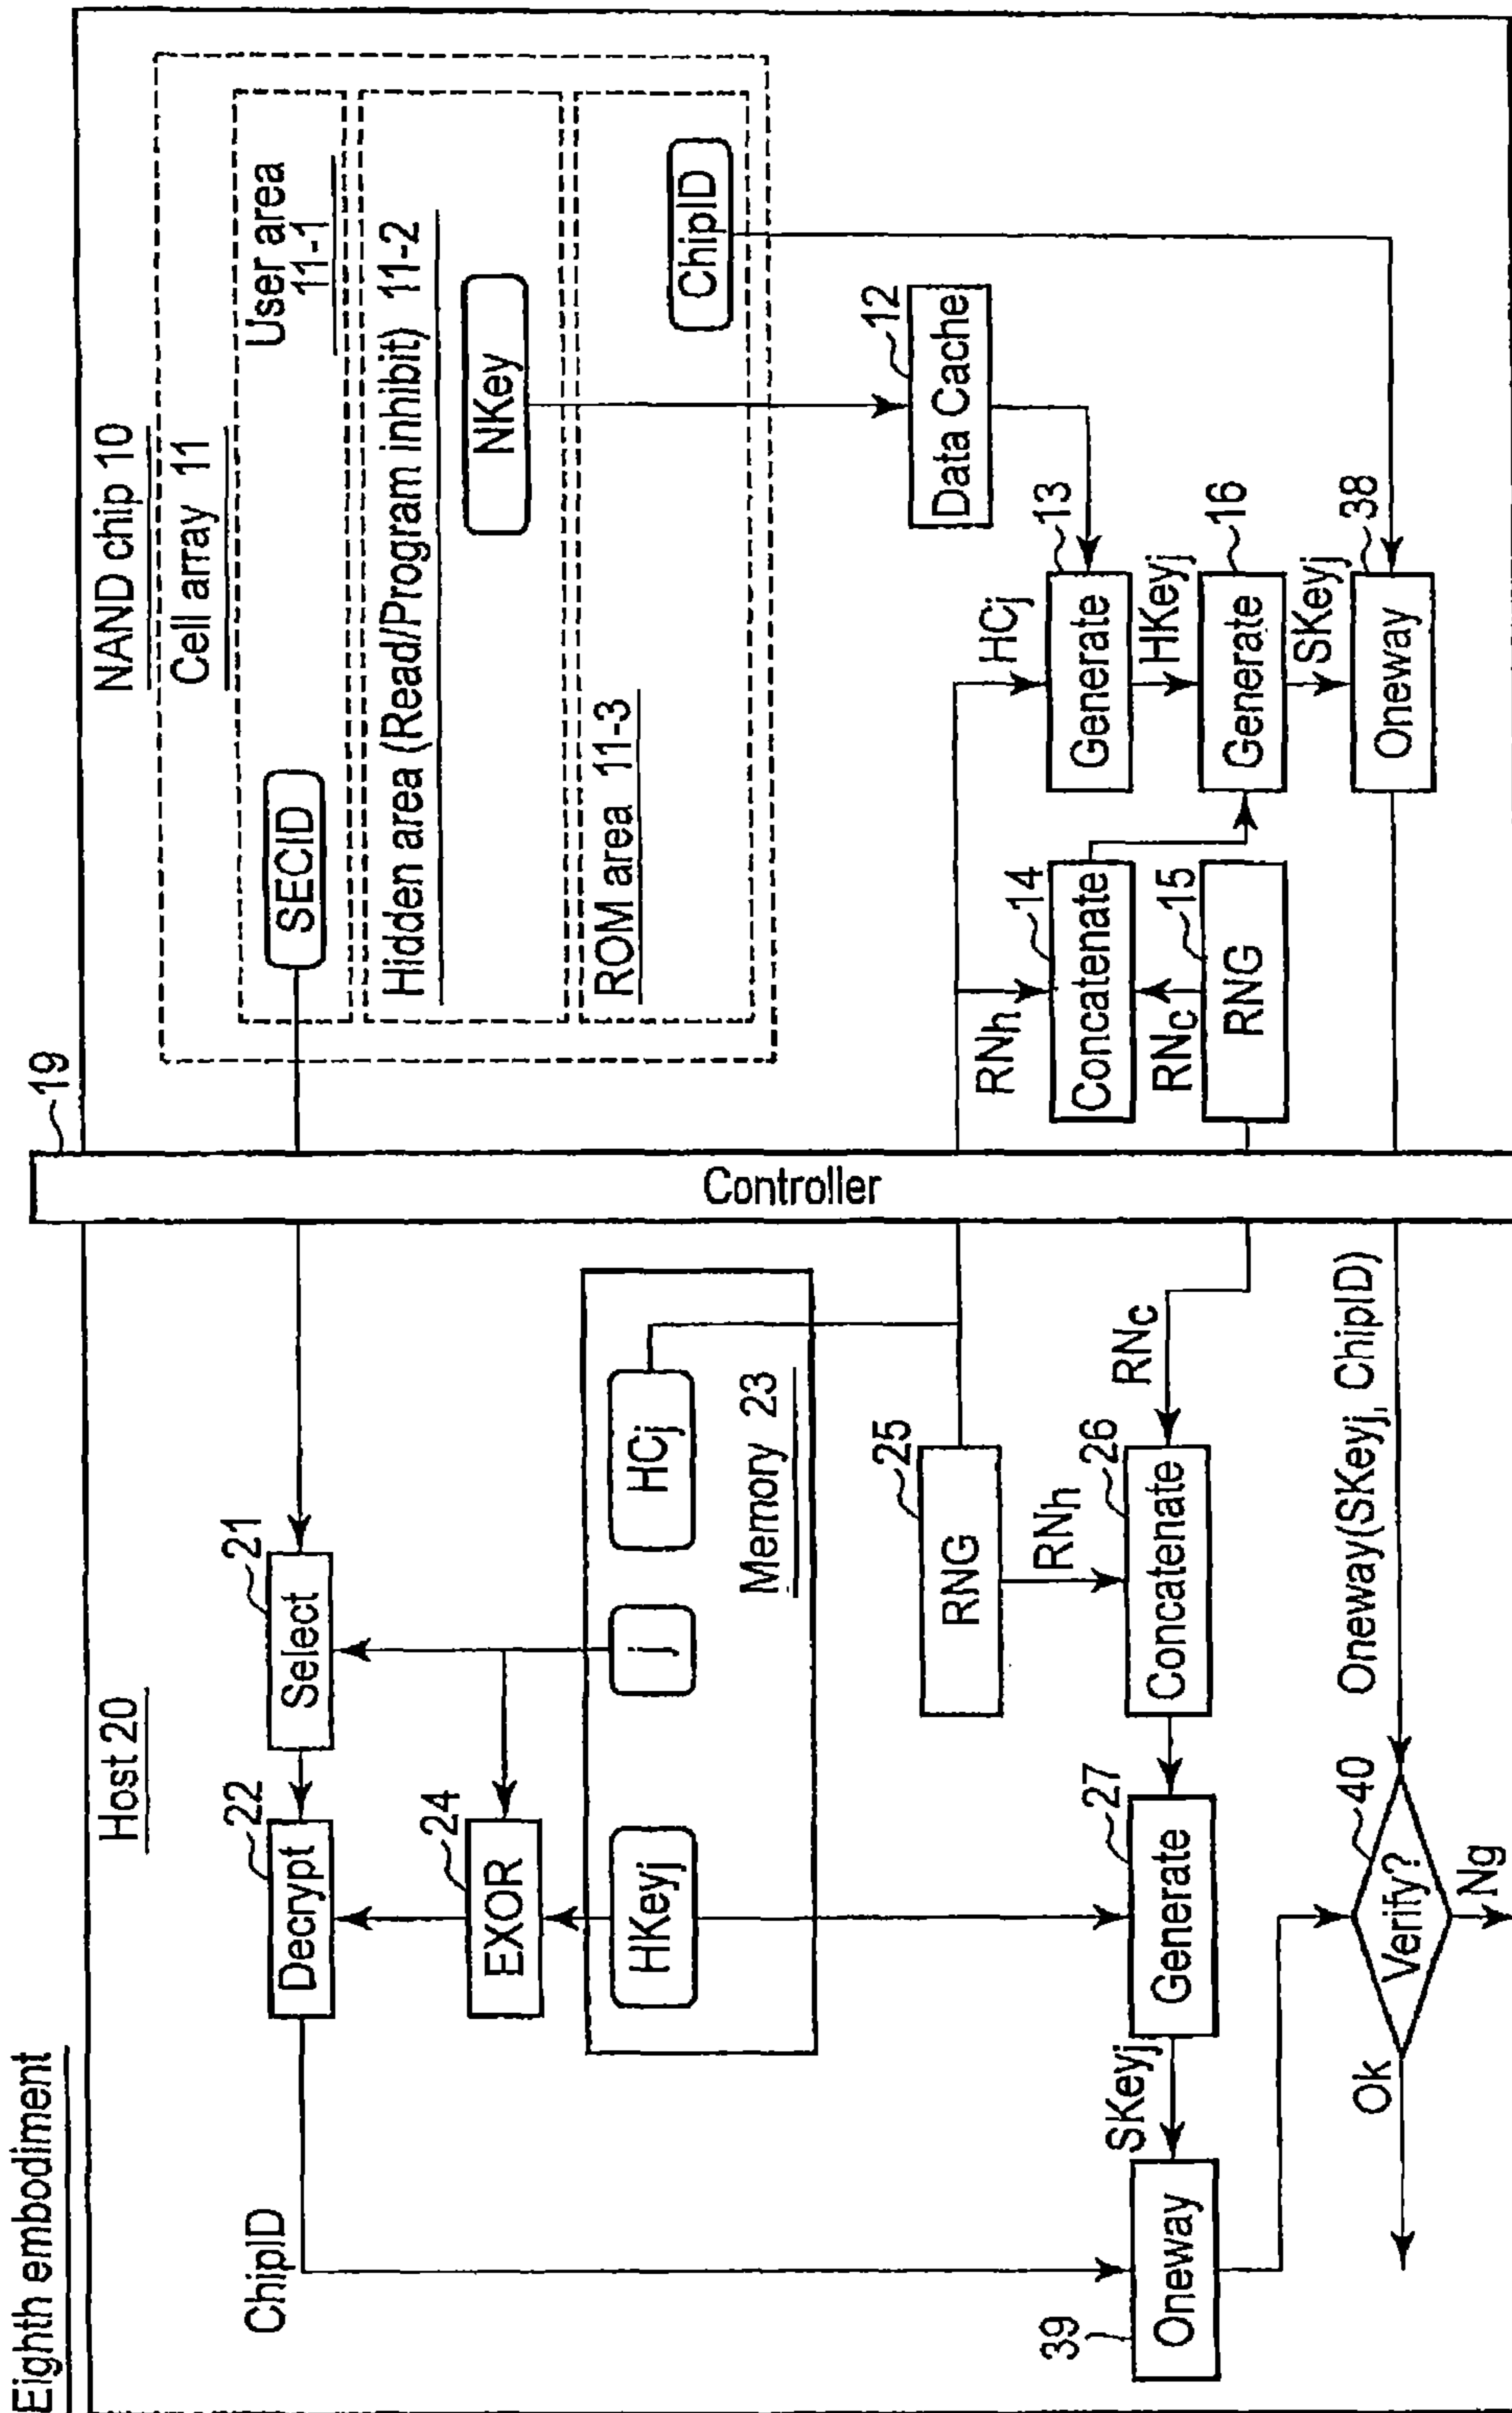 Eighth embodiment
Host 20
ChipID
Decrypt
22
Select
21
EXOR
24
HKeyj
j
HCj
Memory 23
RNG
25
RNh
RNc
Concatenate
26
Generate
27
SKeyj
Oneway
39
Verify?
40
Ok
Ng
Oneway(SKeyj, ChipID)
Controller
19
NAND chip 10
Cell array 11
SECID
User area
11-1
Hidden area (Read/Program inhibit) 11-2
NKey
ROM area 11-3
ChipID
Data Cache
12
HCj
Generate
13
HKeyj
RNh
Concatenate
14
RNc
RNG
15
Generate
16
SKeyj
Oneway
38